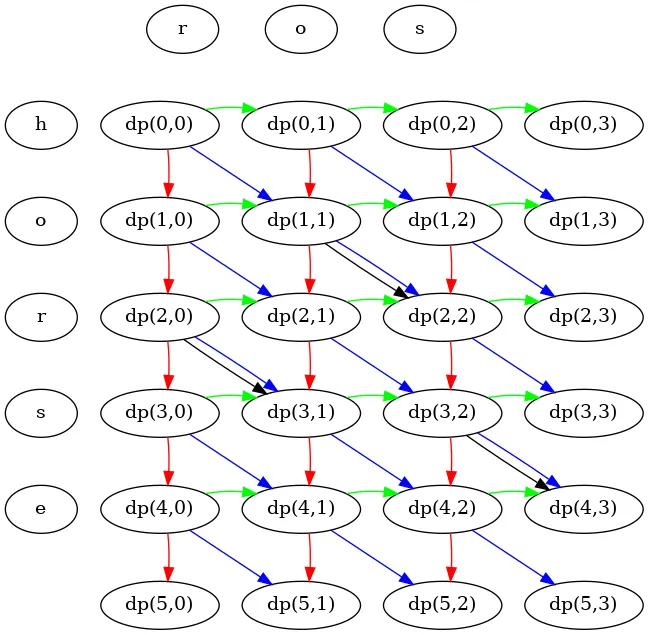 r o s
h dp(0,0) dp(0,1) dp(0,2) dp(0,3)
o dp(1,0) dp(1,1) dp(1,2) dp(1,3)
r dp(2,0) dp(2,1) dp(2,2) dp(2,3)
s dp(3,0) dp(3,1) dp(3,2) dp(3,3)
e dp(4,0) dp(4,1) dp(4,2) dp(4,3)
dp(5,0) dp(5,1) dp(5,2) dp(5,3)